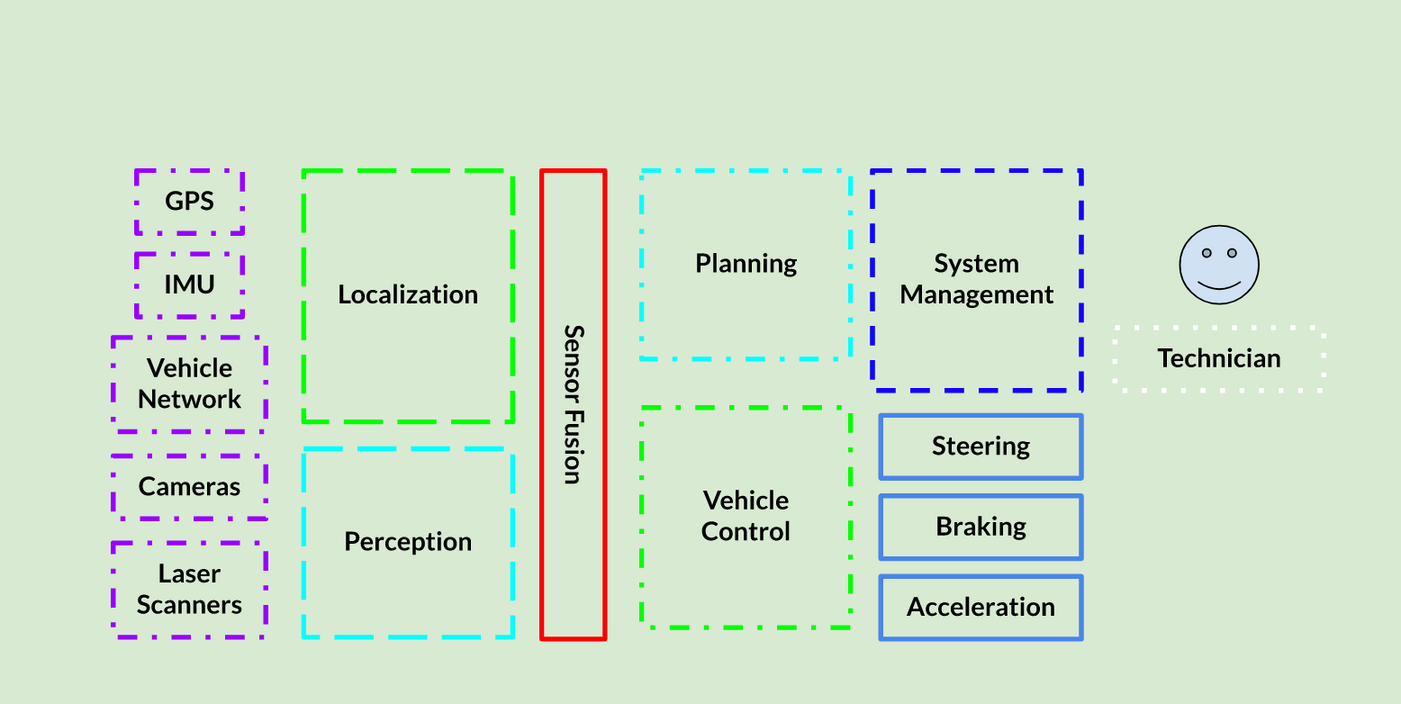 GPS
IMU
Vehicle
Network
Cameras
Laser
Scanners
Localization
Perception
Sensor Fusion
Planning
Vehicle
Control
System
Management
Steering
Braking
Acceleration
Technician